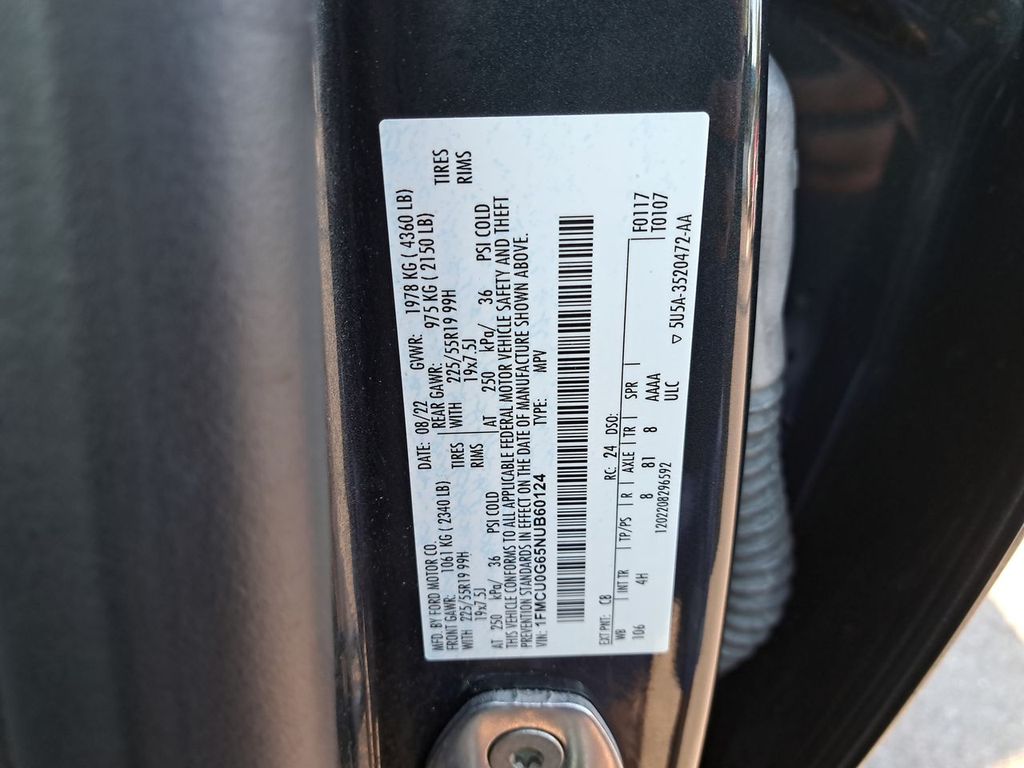 MFD. BY FORD MOTOR CO. DATE: 08/22 GVWR: 1978 KG ( 4360 LB)
FRONT GAWR: 1061 KG ( 2340 LB) REAR GAWR: 975 KG ( 2150 LB)
WITH 225/55R19 99H TIRES WITH 225/55R19 99H TIRES
19x7.5J RIMS 19x7.5J RIMS
AT 250 kPa/ 36 PSI COLD AT 250 kPa/ 36 PSI COLD
THIS VEHICLE CONFORMS TO ALL APPLICABLE FEDERAL MOTOR VEHICLE SAFETY AND THEFT
PREVENTION STANDARDS IN EFFECT ON THE DATE OF MANUFACTURE SHOWN ABOVE.
VIN: 1FMCU0G65NUB60124 TYPE: MPV
EXT PNT: CB RC: 24 DSO: F0117
WB | INT TR | TP/PS | R | AXLE | TR | SPR | T0107
106 4H 8 81 8 AAAA
1202208296592 ULC
▽ 5U5A-3520472-AA